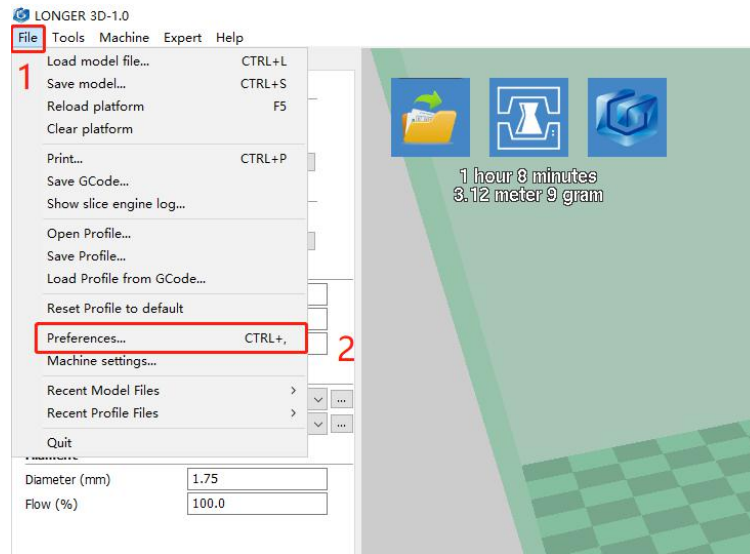 LONGER 3D-1.0
File Tools Machine Expert Help
1
Load model file... CTRL+L
Save model... CTRL+S
Reload platform F5
Clear platform
Print... CTRL+P
Save GCode...
Show slice engine log...
Open Profile...
Save Profile...
Load Profile from GCode...
Reset Profile to default
Preferences... CTRL+,
2
Machine settings...
Recent Model Files >
Recent Profile Files >
Quit
Diameter (mm) 1.75
Flow (%) 100.0
1 hour 8 minutes
3.12 meter 9 gram